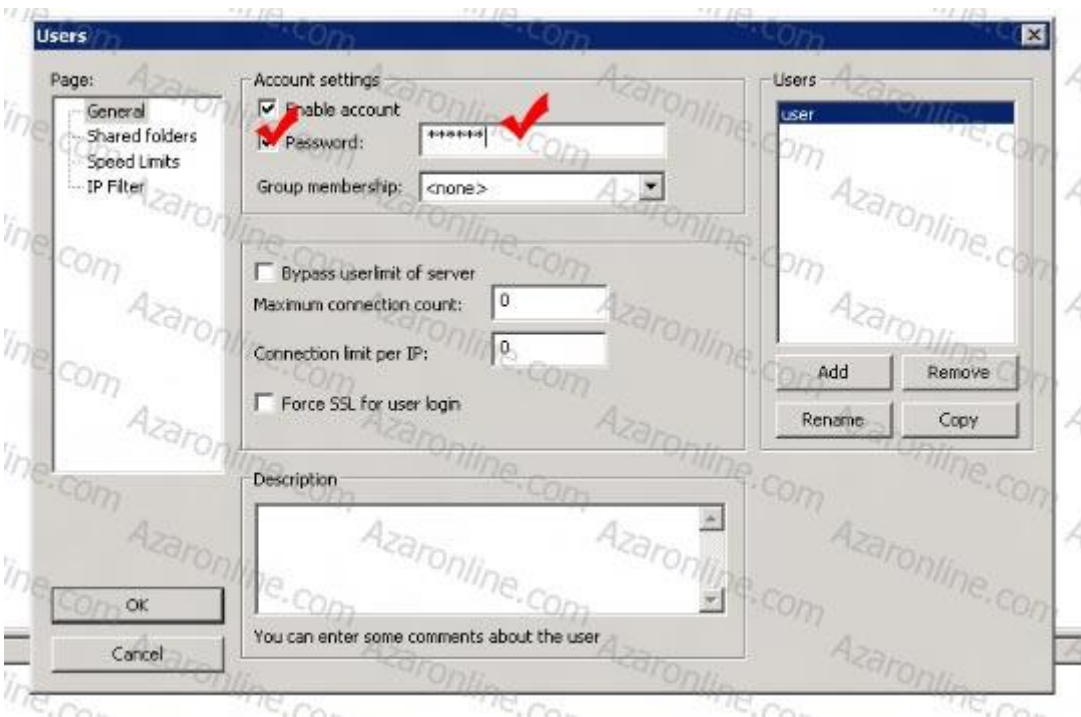 Users
Page:
General
Shared folders
Speed Limits
IP Filter
Account settings
Enable account
Password: ******
Group membership: <none>
Bypass userlimit of server
Maximum connection count: 0
Connection limit per IP: 0
Force SSL for user login
Description
You can enter some comments about the user
Users
user
Add Remove
Rename Copy
OK
Cancel
Azaronline.com